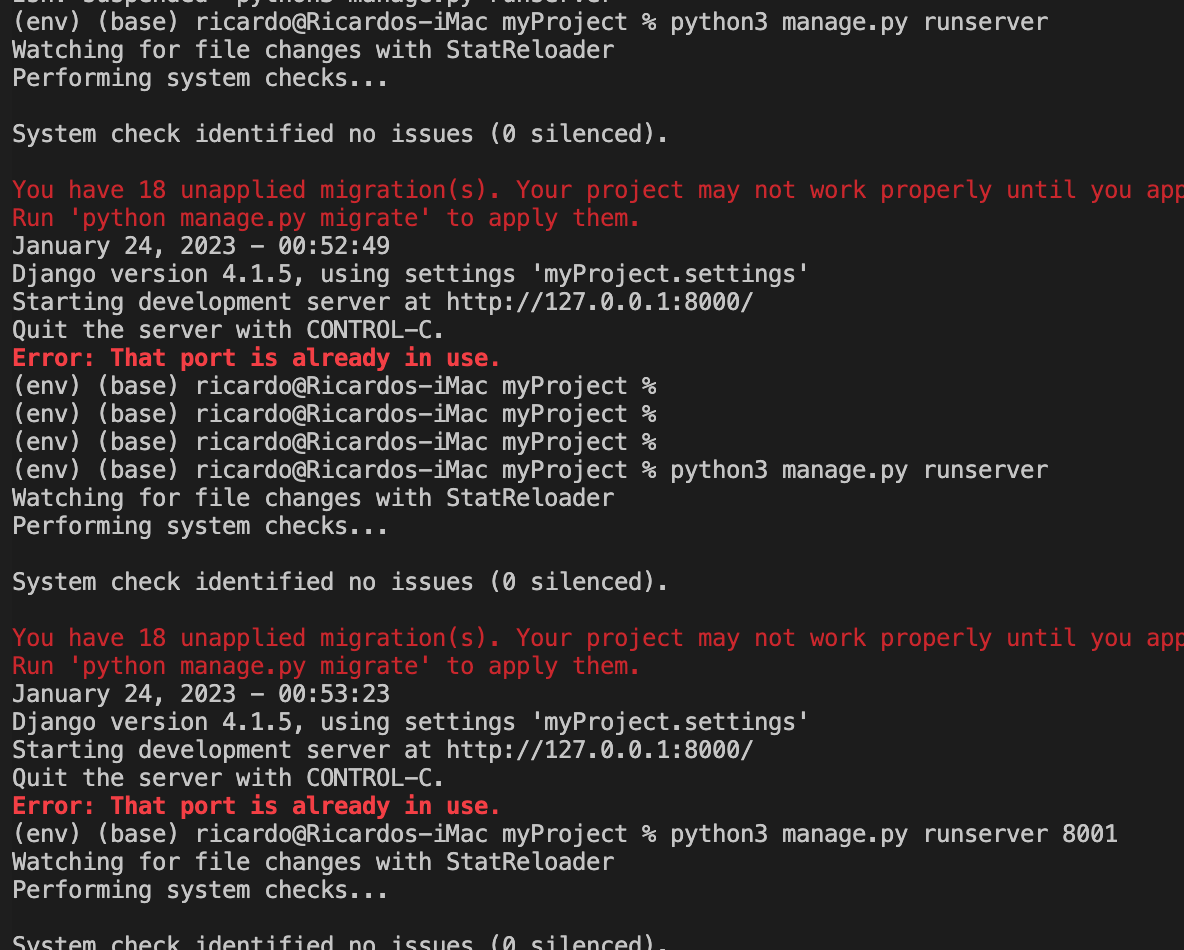 suspended python3 manage.py runserver
(env) (base) ricardo@Ricardos-iMac myProject % python3 manage.py runserver
Watching for file changes with StatReloader
Performing system checks...
System check identified no issues (0 silenced).
You have 18 unapplied migration(s). Your project may not work properly until you app
Run 'python manage.py migrate' to apply them.
January 24, 2023 - 00:52:49
Django version 4.1.5, using settings 'myProject.settings'
Starting development server at http://127.0.0.1:8000/
Quit the server with CONTROL-C.
Error: That port is already in use.
(env) (base) ricardo@Ricardos-iMac myProject %
(env) (base) ricardo@Ricardos-iMac myProject %
(env) (base) ricardo@Ricardos-iMac myProject %
(env) (base) ricardo@Ricardos-iMac myProject % python3 manage.py runserver
Watching for file changes with StatReloader
Performing system checks...
System check identified no issues (0 silenced).
You have 18 unapplied migration(s). Your project may not work properly until you app
Run 'python manage.py migrate' to apply them.
January 24, 2023 - 00:53:23
Django version 4.1.5, using settings 'myProject.settings'
Starting development server at http://127.0.0.1:8000/
Quit the server with CONTROL-C.
Error: That port is already in use.
(env) (base) ricardo@Ricardos-iMac myProject % python3 manage.py runserver 8001
Watching for file changes with StatReloader
Performing system checks...
System check identified no issues (0 silenced).